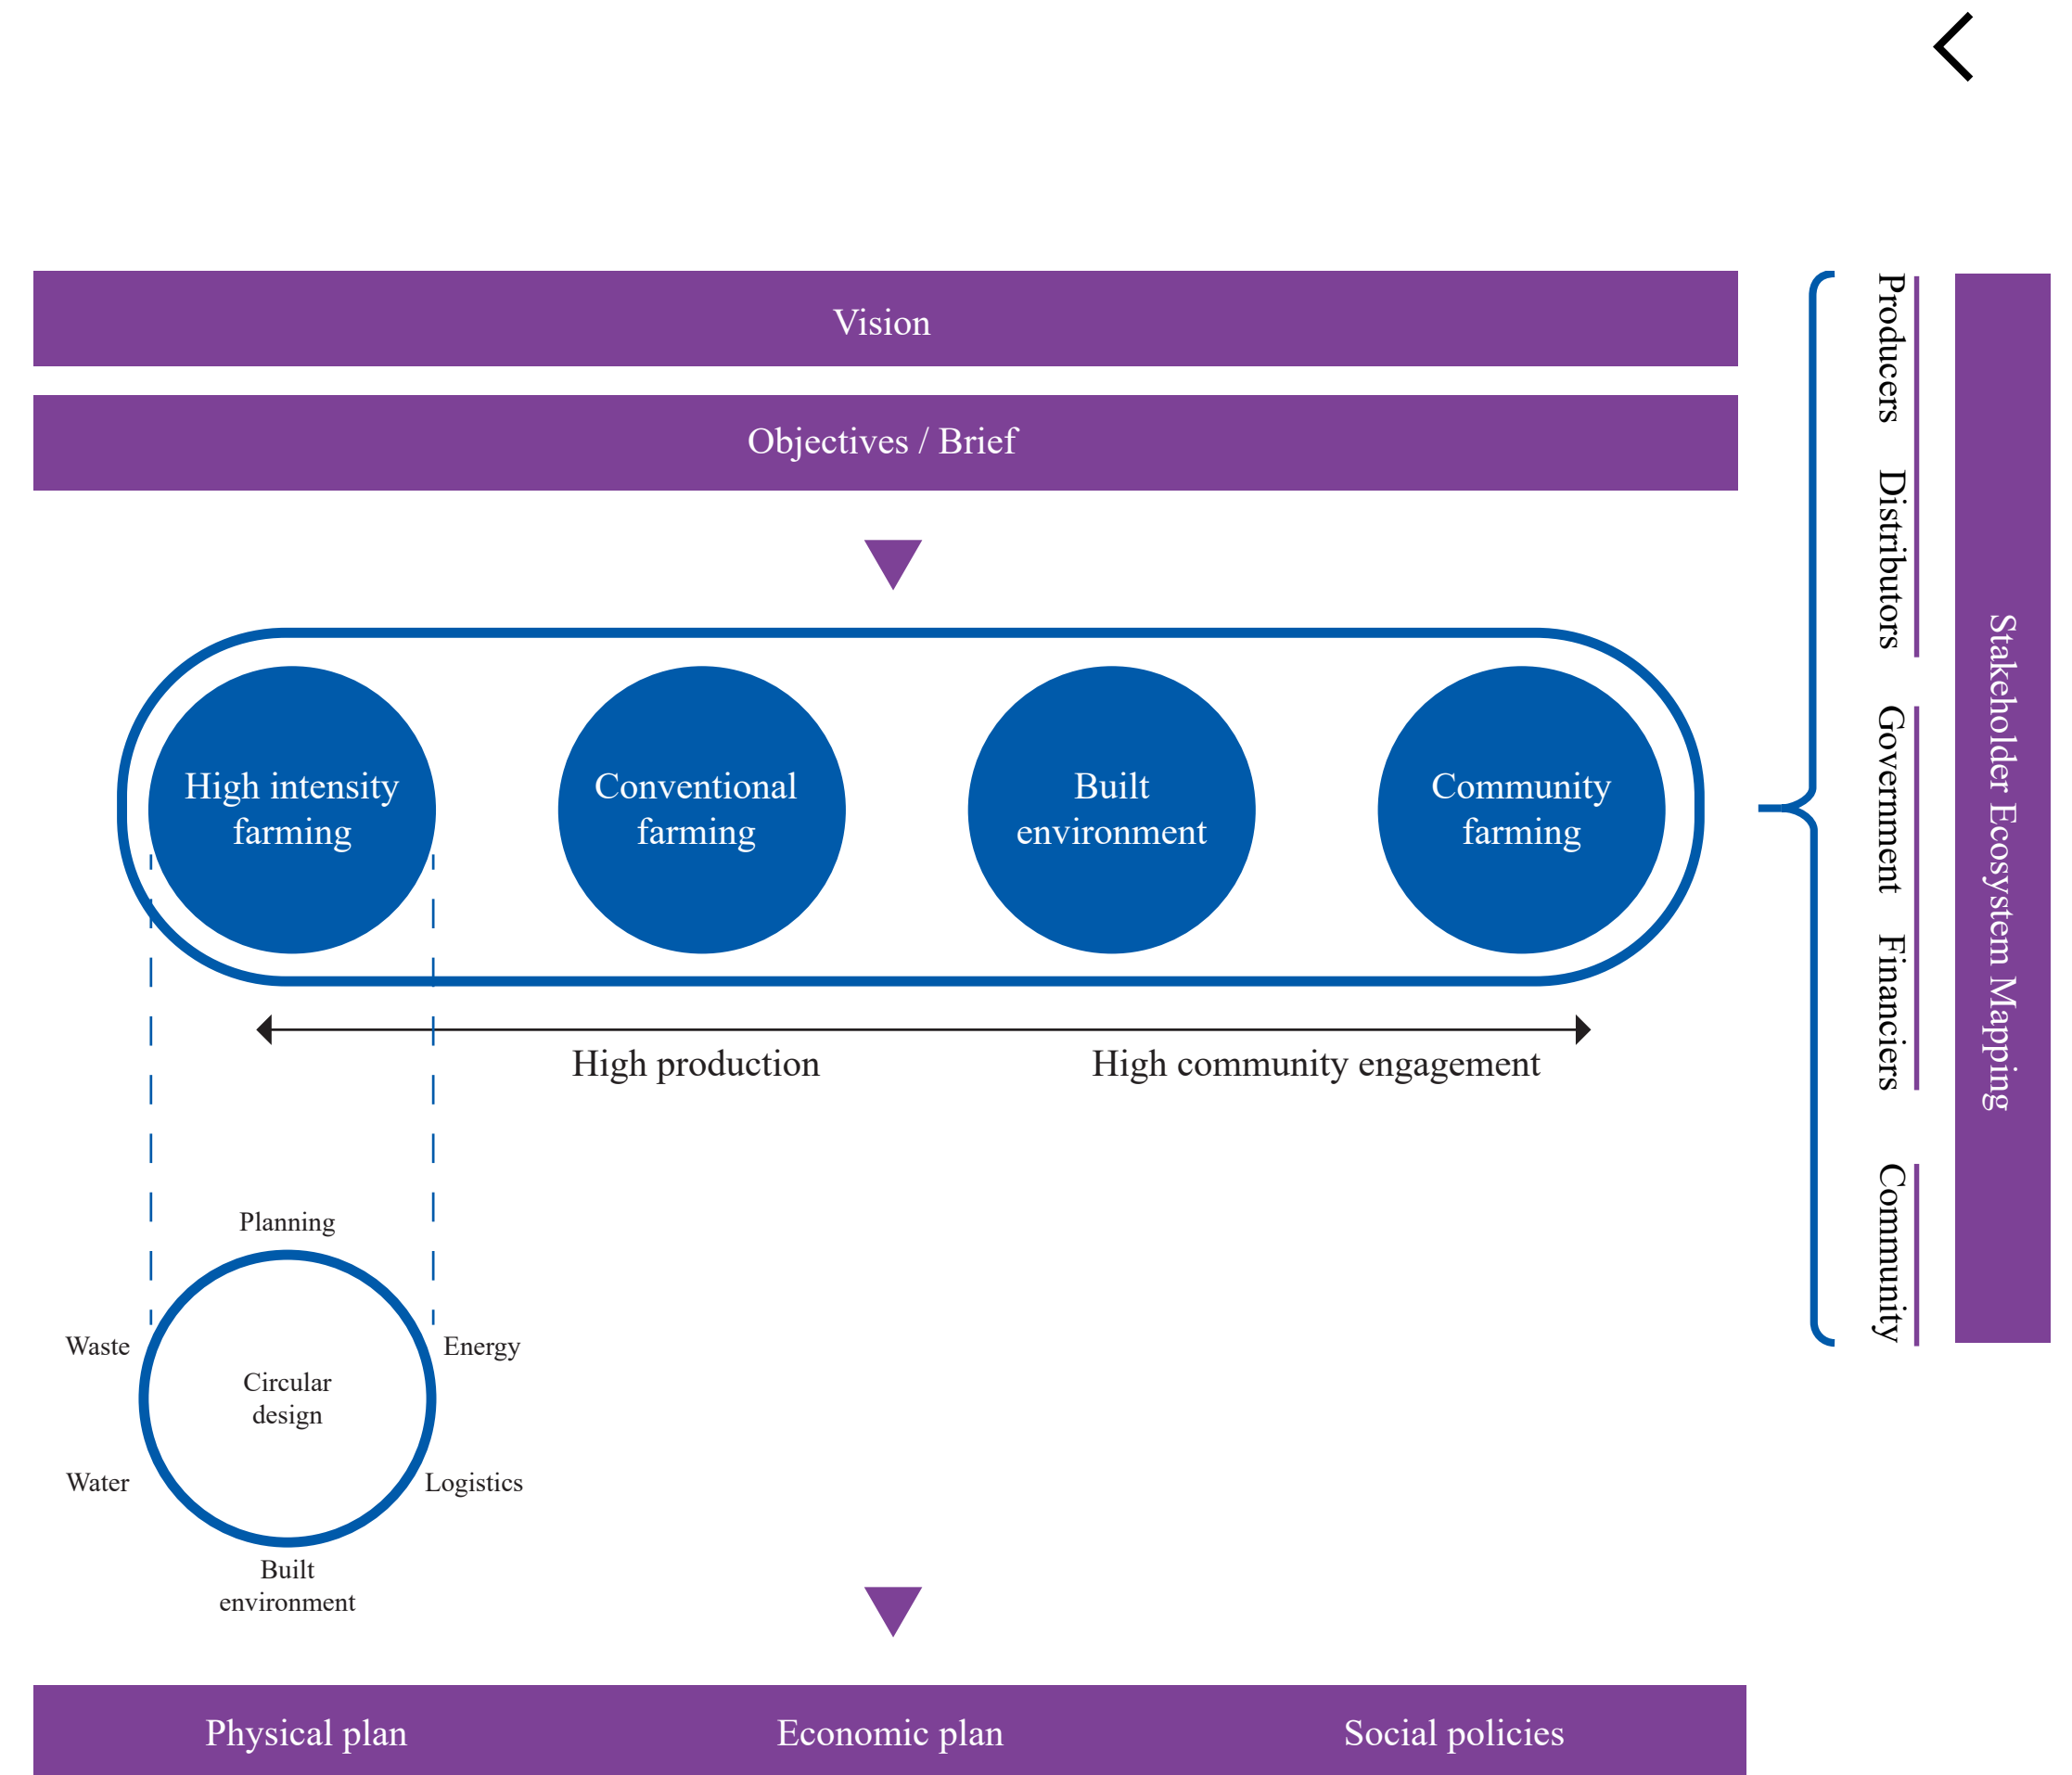 Vision
Objectives / Brief
High intensity
farming
Conventional
farming
Built
environment
Community
farming
High production
High community engagement
Planning
Waste
Energy
Circular
design
Water
Logistics
Built
environment
Physical plan
Economic plan
Social policies
Producers
Distributors
Government
Financiers
Community
Stakeholder Ecosystem Mapping